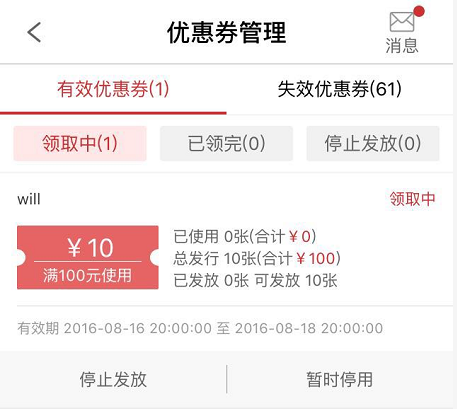 优惠券管理
消息
有效优惠券(1) 失效优惠券(61)
领取中(1) 已领完(0) 停止发放(0)
will 领取中
￥10
满100元使用
已使用 0张(合计￥0)
总发行 10张(合计￥100)
已发放 0张 可发放 10张
有效期 2016-08-16 20:00:00 至 2016-08-18 20:00:00
停止发放 暂时停用